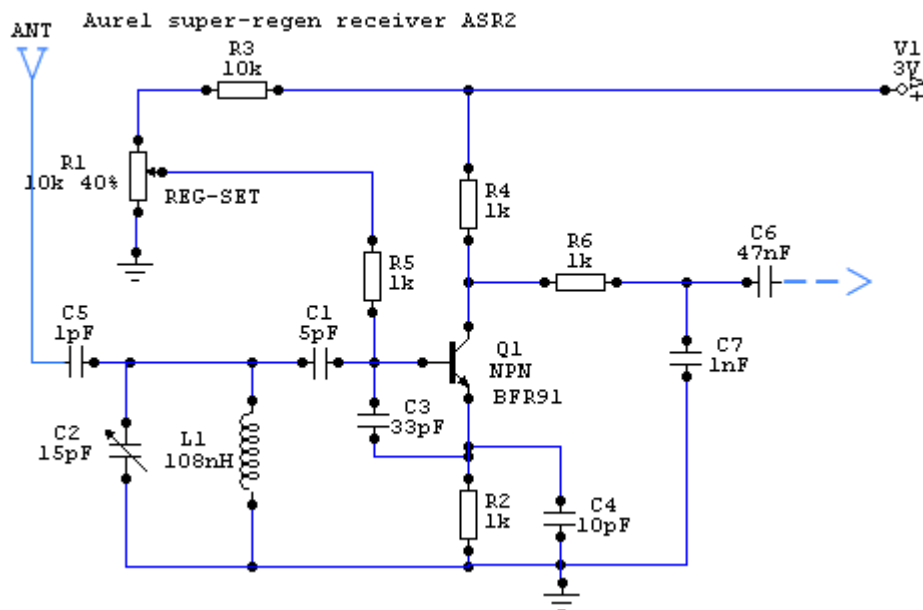 Aurel super-regen receiver ASR2
ANT
R3
10k
V1
3V
R1
10k 40%
REG-SET
R4
1k
R5
1k
R6
1k
C6
47nF
C5
1pF
C1
5pF
Q1
NPN
BFR91
C7
1nF
C3
33pF
C2
15pF
L1
108nH
R2
1k
C4
10pF